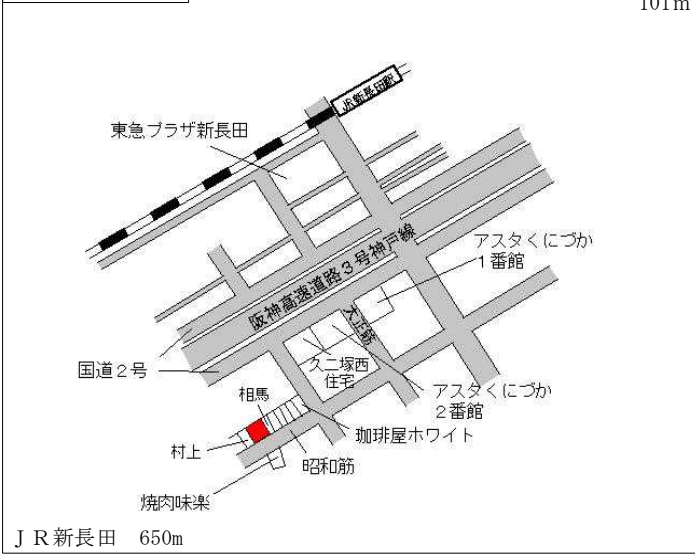 101ｍ
JR新長田駅
東急プラザ新長田
阪神高速道路３号神戸線
アスタくにづか
１番館
大正筋
国道２号
久二塚西
住宅
アスタくにづか
２番館
相馬
珈琲屋ホワイト
村上
昭和筋
焼肉味楽
ＪＲ新長田　650m